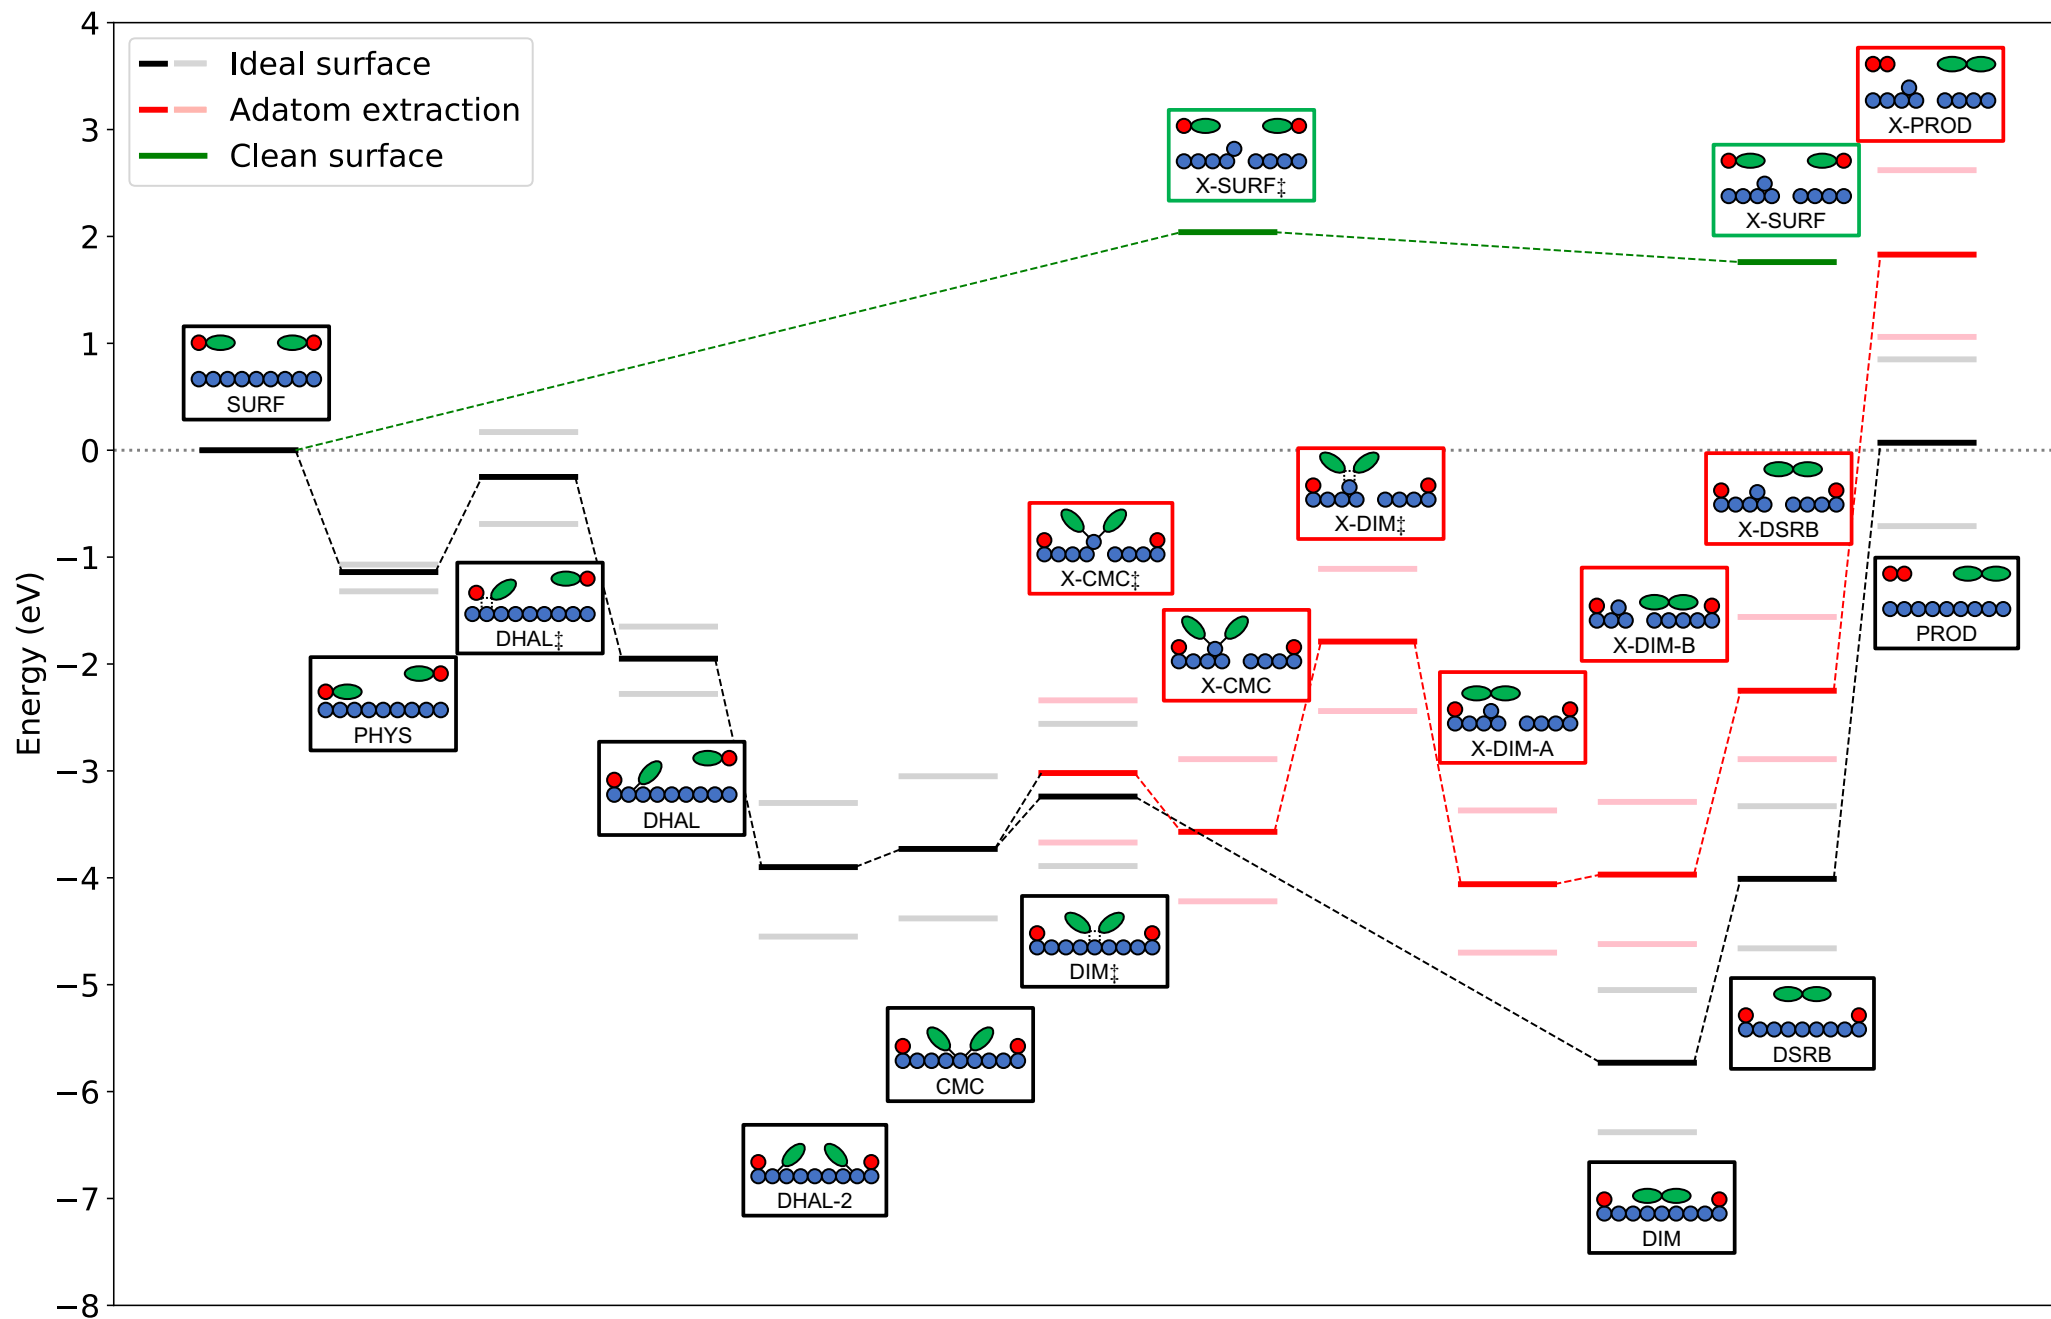 4
3
2
1
0
−1
−2
−3
−4
−5
−6
−7
−8
Energy (eV)
Ideal surface
Adatom extraction
Clean surface
SURF
PHYS
DHAL‡
DHAL
DHAL-2
CMC
DIM‡
X-CMC‡
X-CMC
X-SURF‡
X-DIM‡
X-DIM-A
X-DIM-B
DIM
X-DSRB
DSRB
X-SURF
X-PROD
PROD